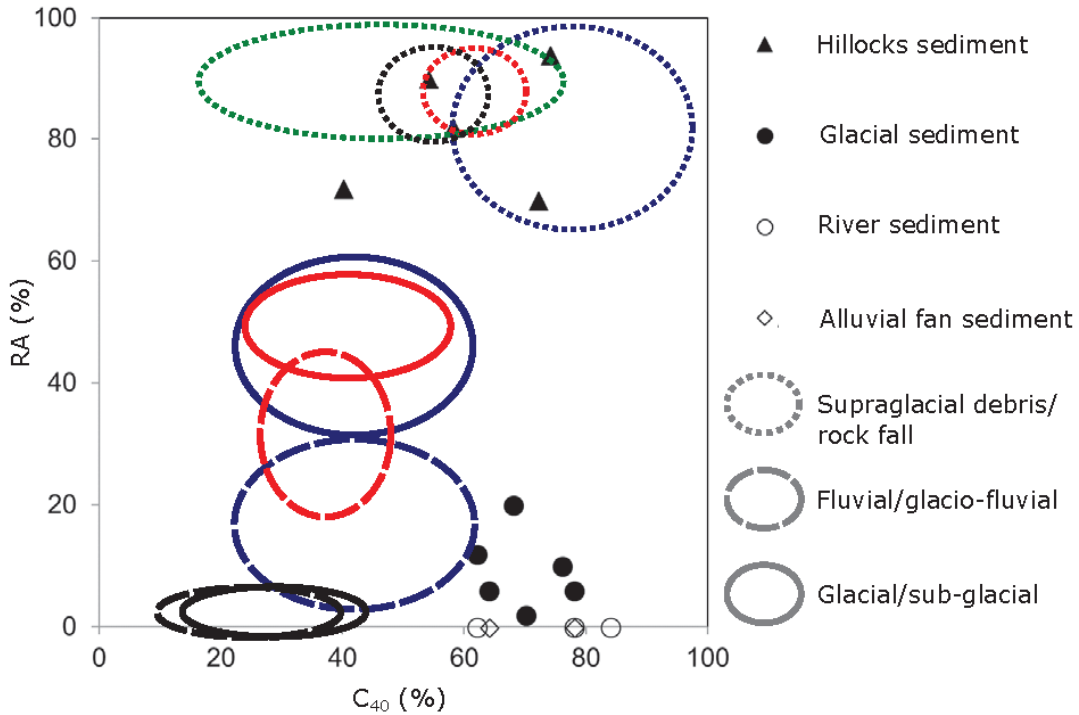 100
80
60
40
20
0
RA (%)
0 20 40 60 80 100
C₄₀ (%)
Hillocks sediment
Glacial sediment
River sediment
Alluvial fan sediment
Supraglacial debris/
rock fall
Fluvial/glacio-fluvial
Glacial/sub-glacial